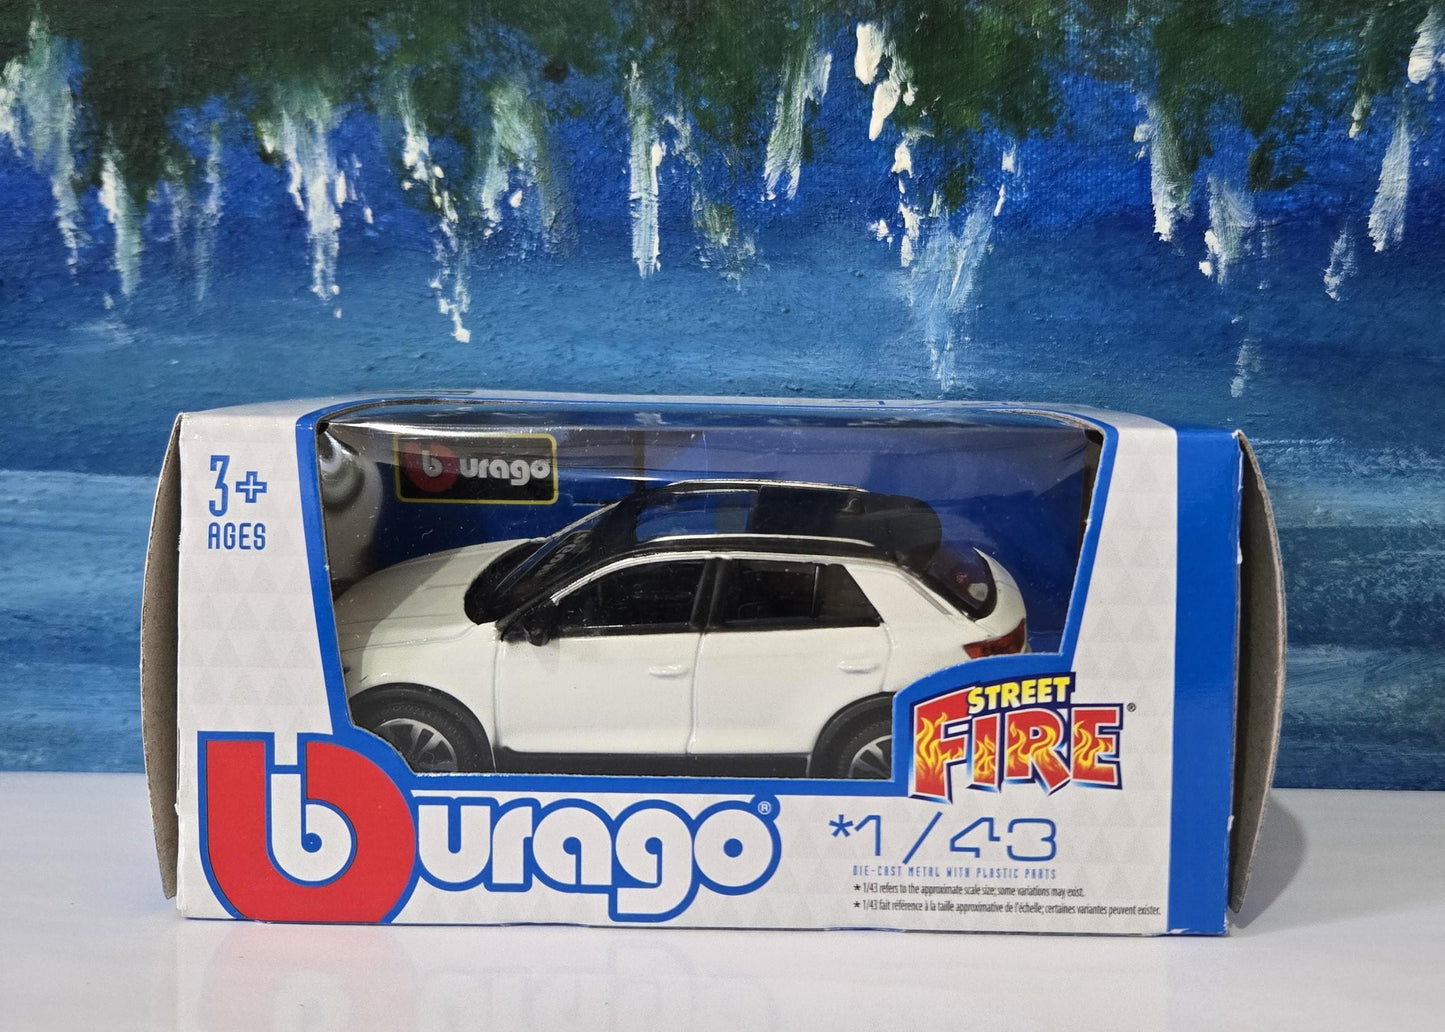 3+
AGES
burago
STREET
FIRE®
burago®
*1/43
DIE-CAST METAL WITH PLASTIC PARTS
* 1/43 refers to the approximate scale size; some variations may exist.
* 1/43 fait référence à la taille approximative de l'échelle; certaines variantes peuvent exister.